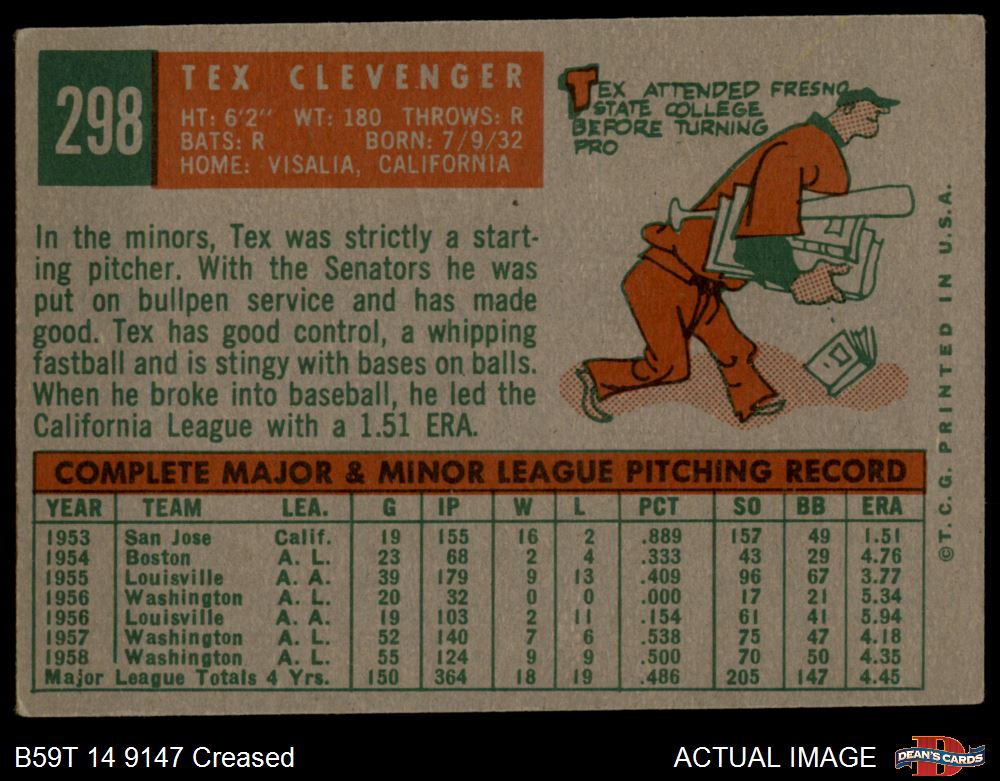 298
TEX CLEVENGER
HT: 6'2" WT: 180 THROWS: R
BATS: R BORN: 7/9/32
HOME: VISALIA, CALIFORNIA
TEX ATTENDED FRESNO
STATE COLLEGE
BEFORE TURNING
PRO
In the minors, Tex was strictly a start-
ing pitcher. With the Senators he was
put on bullpen service and has made
good. Tex has good control, a whipping
fastball and is stingy with bases on balls.
When he broke into baseball, he led the
California League with a 1.51 ERA.
COMPLETE MAJOR & MINOR LEAGUE PITCHING RECORD
YEAR TEAM LEA. G IP W L PCT SO BB ERA
1953 San Jose Calif. 19 155 16 2 .889 157 49 1.51
1954 Boston A. L. 23 68 2 4 .333 43 29 4.76
1955 Louisville A. A. 39 179 9 13 .409 96 67 3.77
1956 Washington A. L. 20 32 0 0 .000 17 21 5.34
1956 Louisville A. A. 19 103 2 11 .154 61 41 5.94
1957 Washington A. L. 52 140 7 6 .538 75 47 4.18
1958 Washington A. L. 55 124 9 9 .500 70 50 4.35
Major League Totals 4 Yrs. 150 364 18 19 .486 205 147 4.45
©T.C.G. PRINTED IN U.S.A.
B59T 14 9147 Creased
ACTUAL IMAGE
D
DEAN'S CARDS